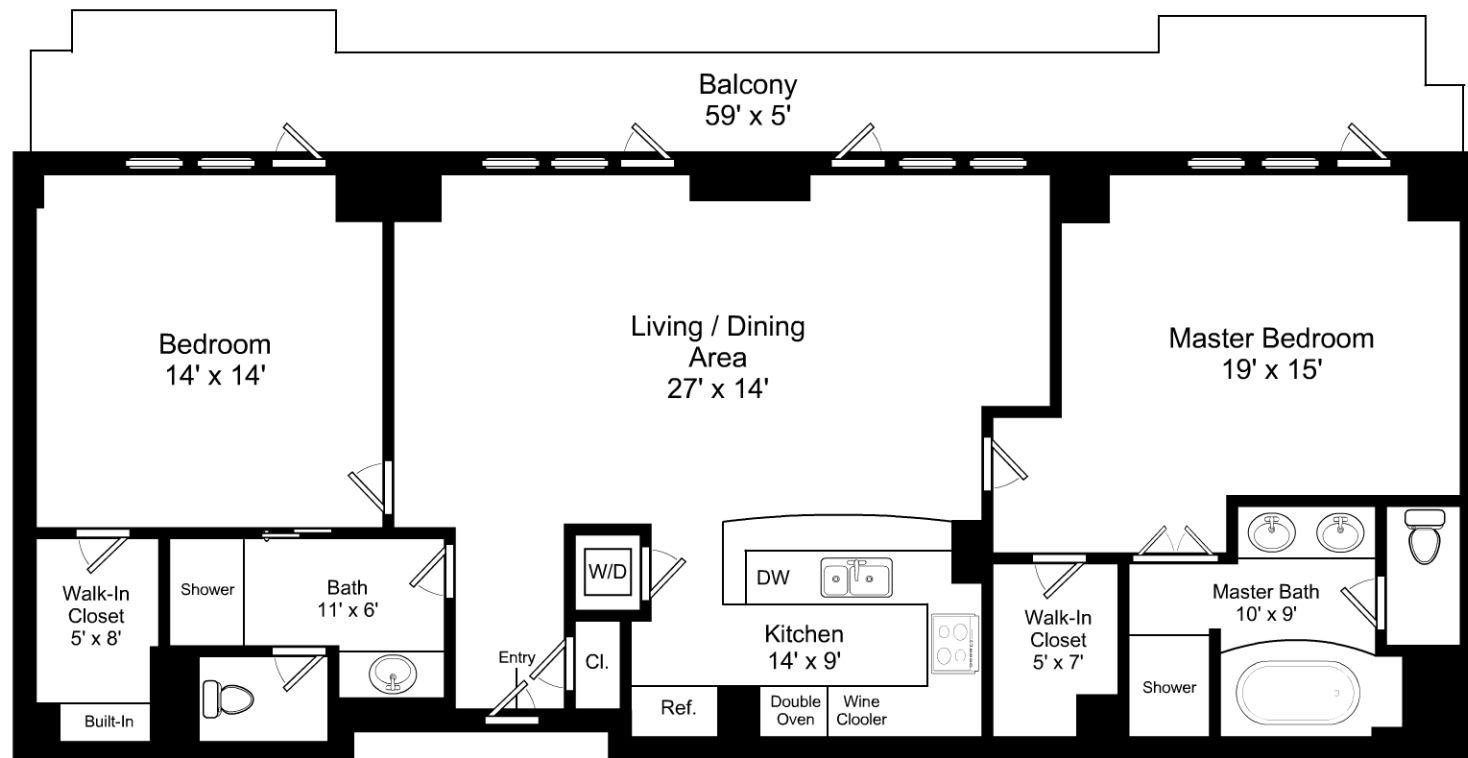 Balcony
59' x 5'
Bedroom
14' x 14'
Living / Dining
Area
27' x 14'
Master Bedroom
19' x 15'
Walk-In
Closet
5' x 8'
Built-In
Shower
Bath
11' x 6'
Entry
W/D
Cl.
DW
Kitchen
14' x 9'
Ref.
Double
Oven
Wine
Clooler
Walk-In
Closet
5' x 7'
Master Bath
10' x 9'
Shower